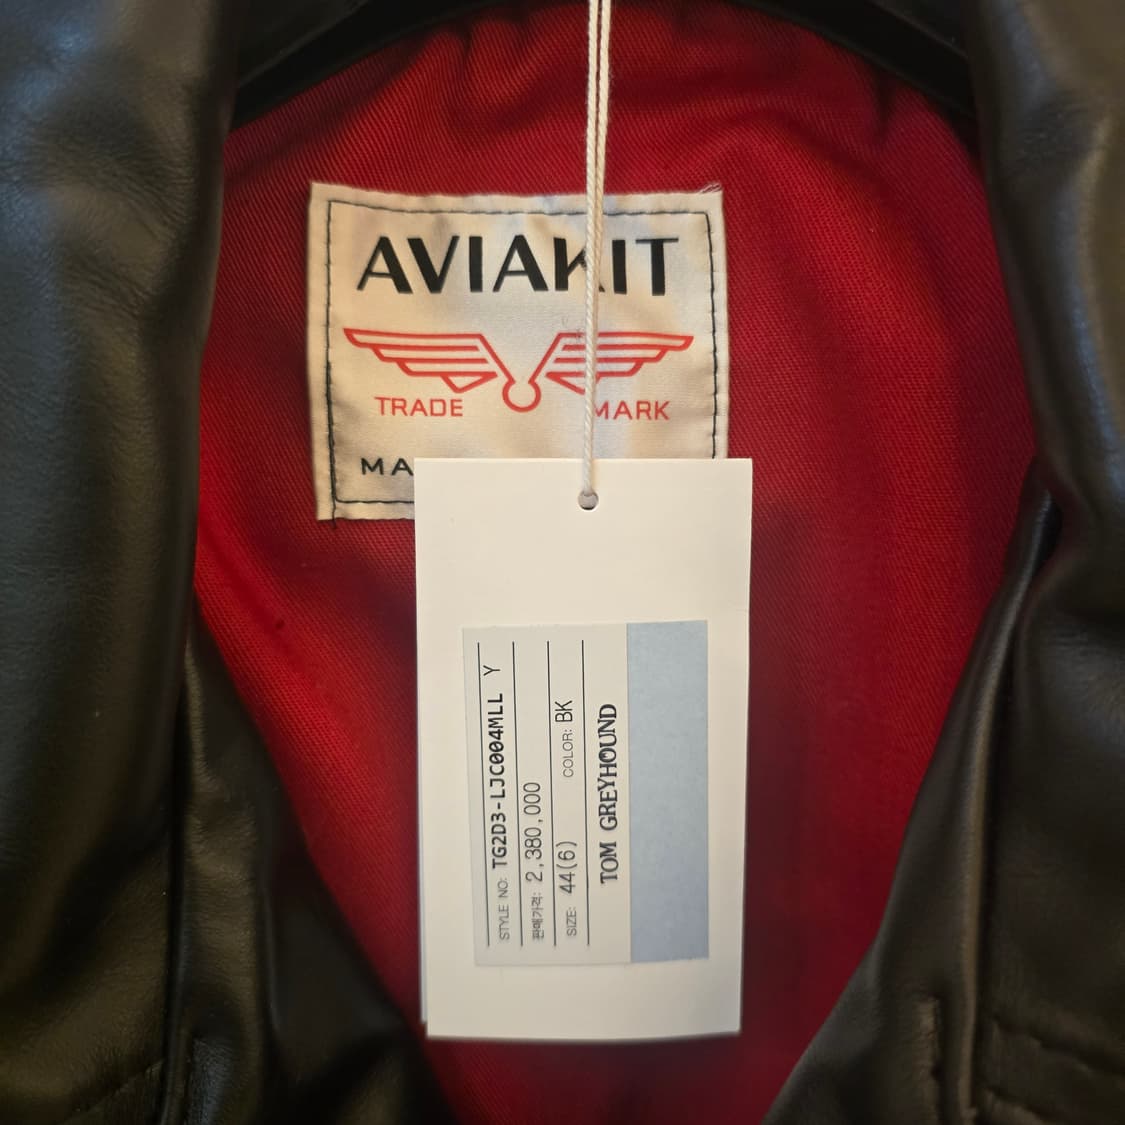 AVIAKIT
TRADE MARK
MA
STYLE NO: TG2D3-LJC004MLL Y
판매가격: 2,380,000
SIZE: 44(6) COLOR: BK
TOM GREYHOUND